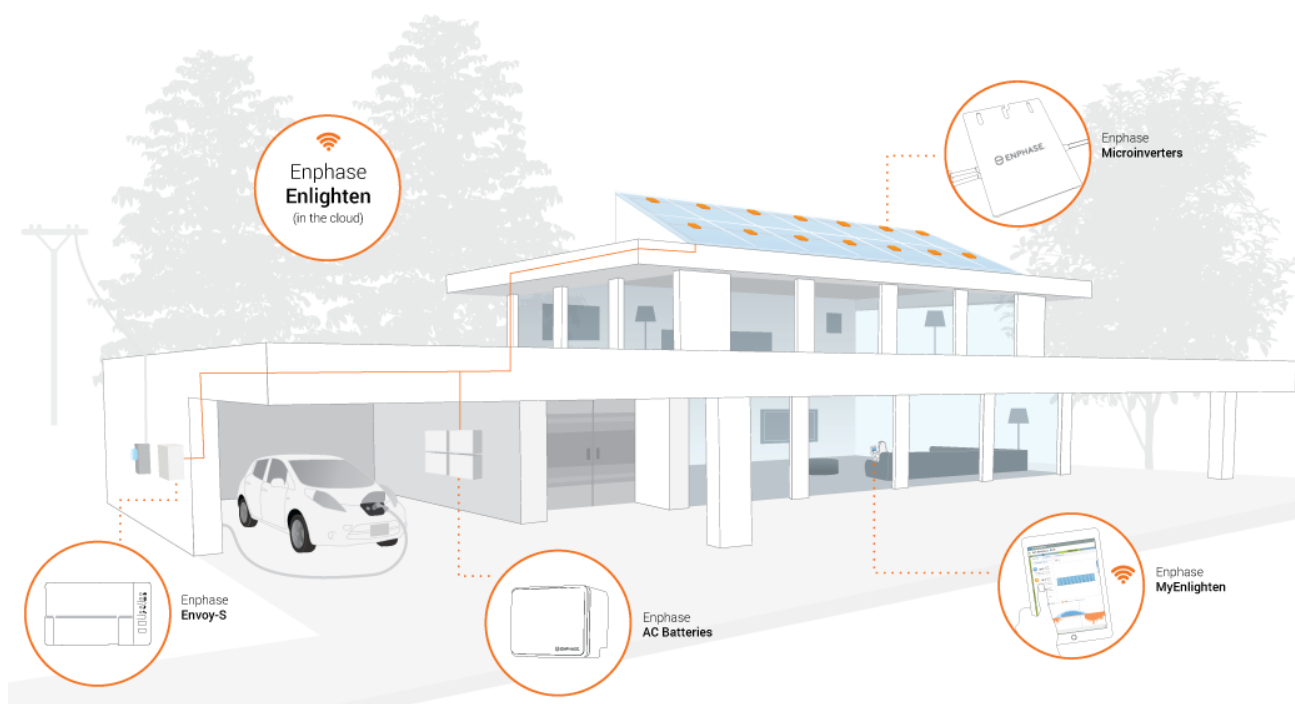 Enphase
Enlighten
(in the cloud)
ENPHASE
Enphase
Microinverters
Enphase
Envoy-S
ENPHASE
Enphase
AC Batteries
Enphase
MyEnlighten